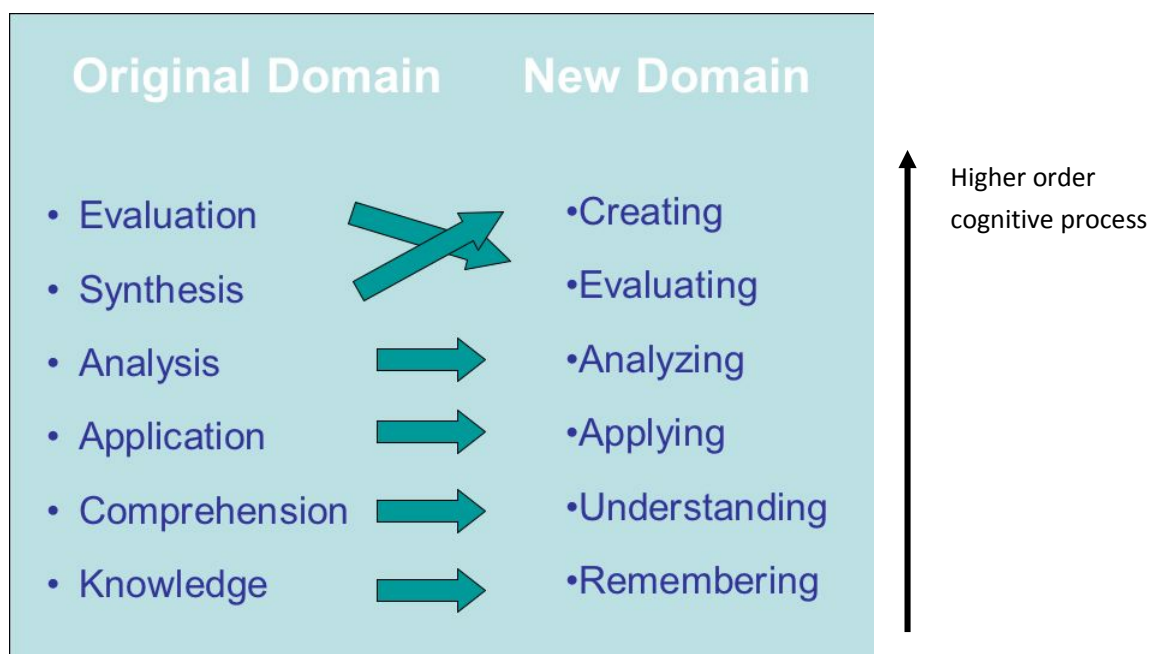 Original Domain
New Domain
• Evaluation
• Synthesis
• Analysis
• Application
• Comprehension
• Knowledge
•Creating
•Evaluating
•Analyzing
•Applying
•Understanding
•Remembering
Higher order
cognitive process